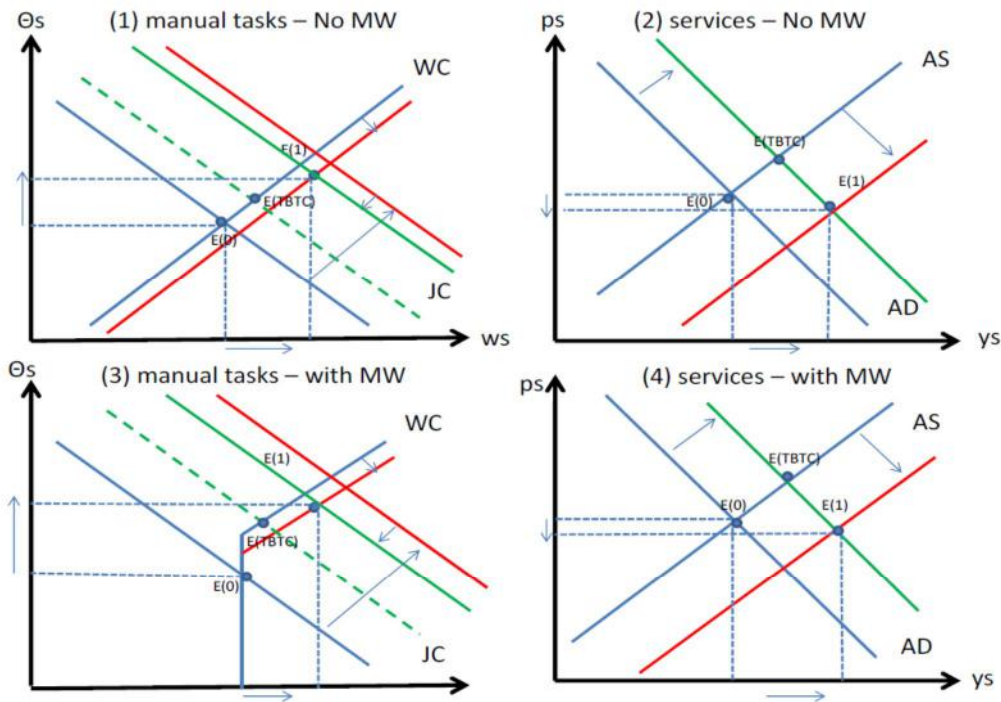 Θs
(1) manual tasks – No MW
WC
E(1)
E(TBTC)
E(0)
JC
ws
ps
(2) services – No MW
AS
E(TBTC)
E(1)
E(0)
AD
ys
Θs
(3) manual tasks – with MW
WC
E(1)
E(TBTC)
E(0)
JC
ps
(4) services – with MW
AS
E(TBTC)
E(0)
E(1)
AD
ys